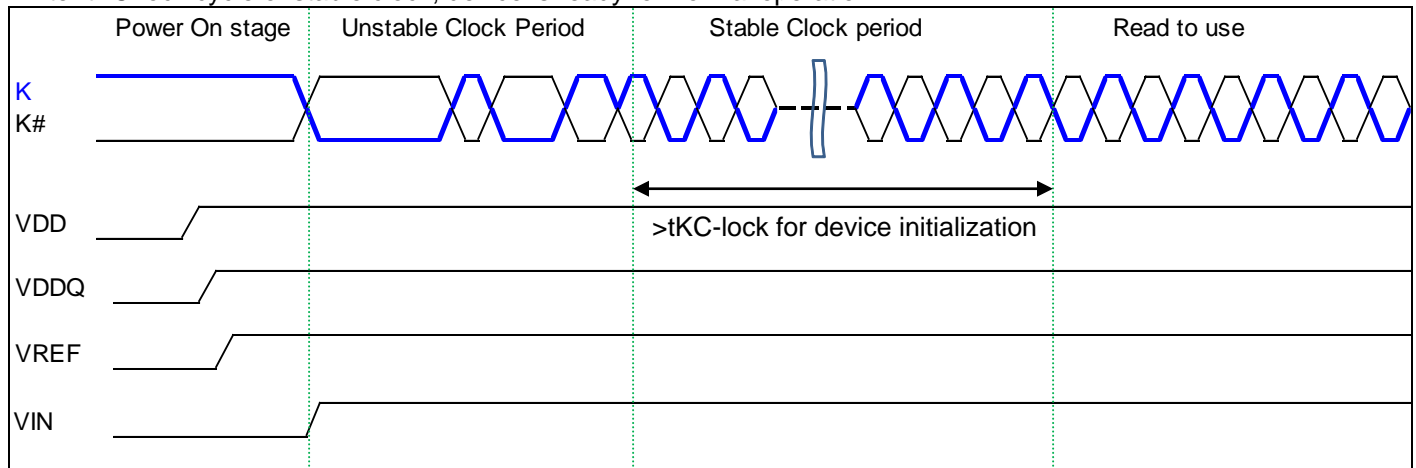 Power On stage Unstable Clock Period Stable Clock period Read to use
K
K#
VDD
>tKC-lock for device initialization
VDDQ
VREF
VIN